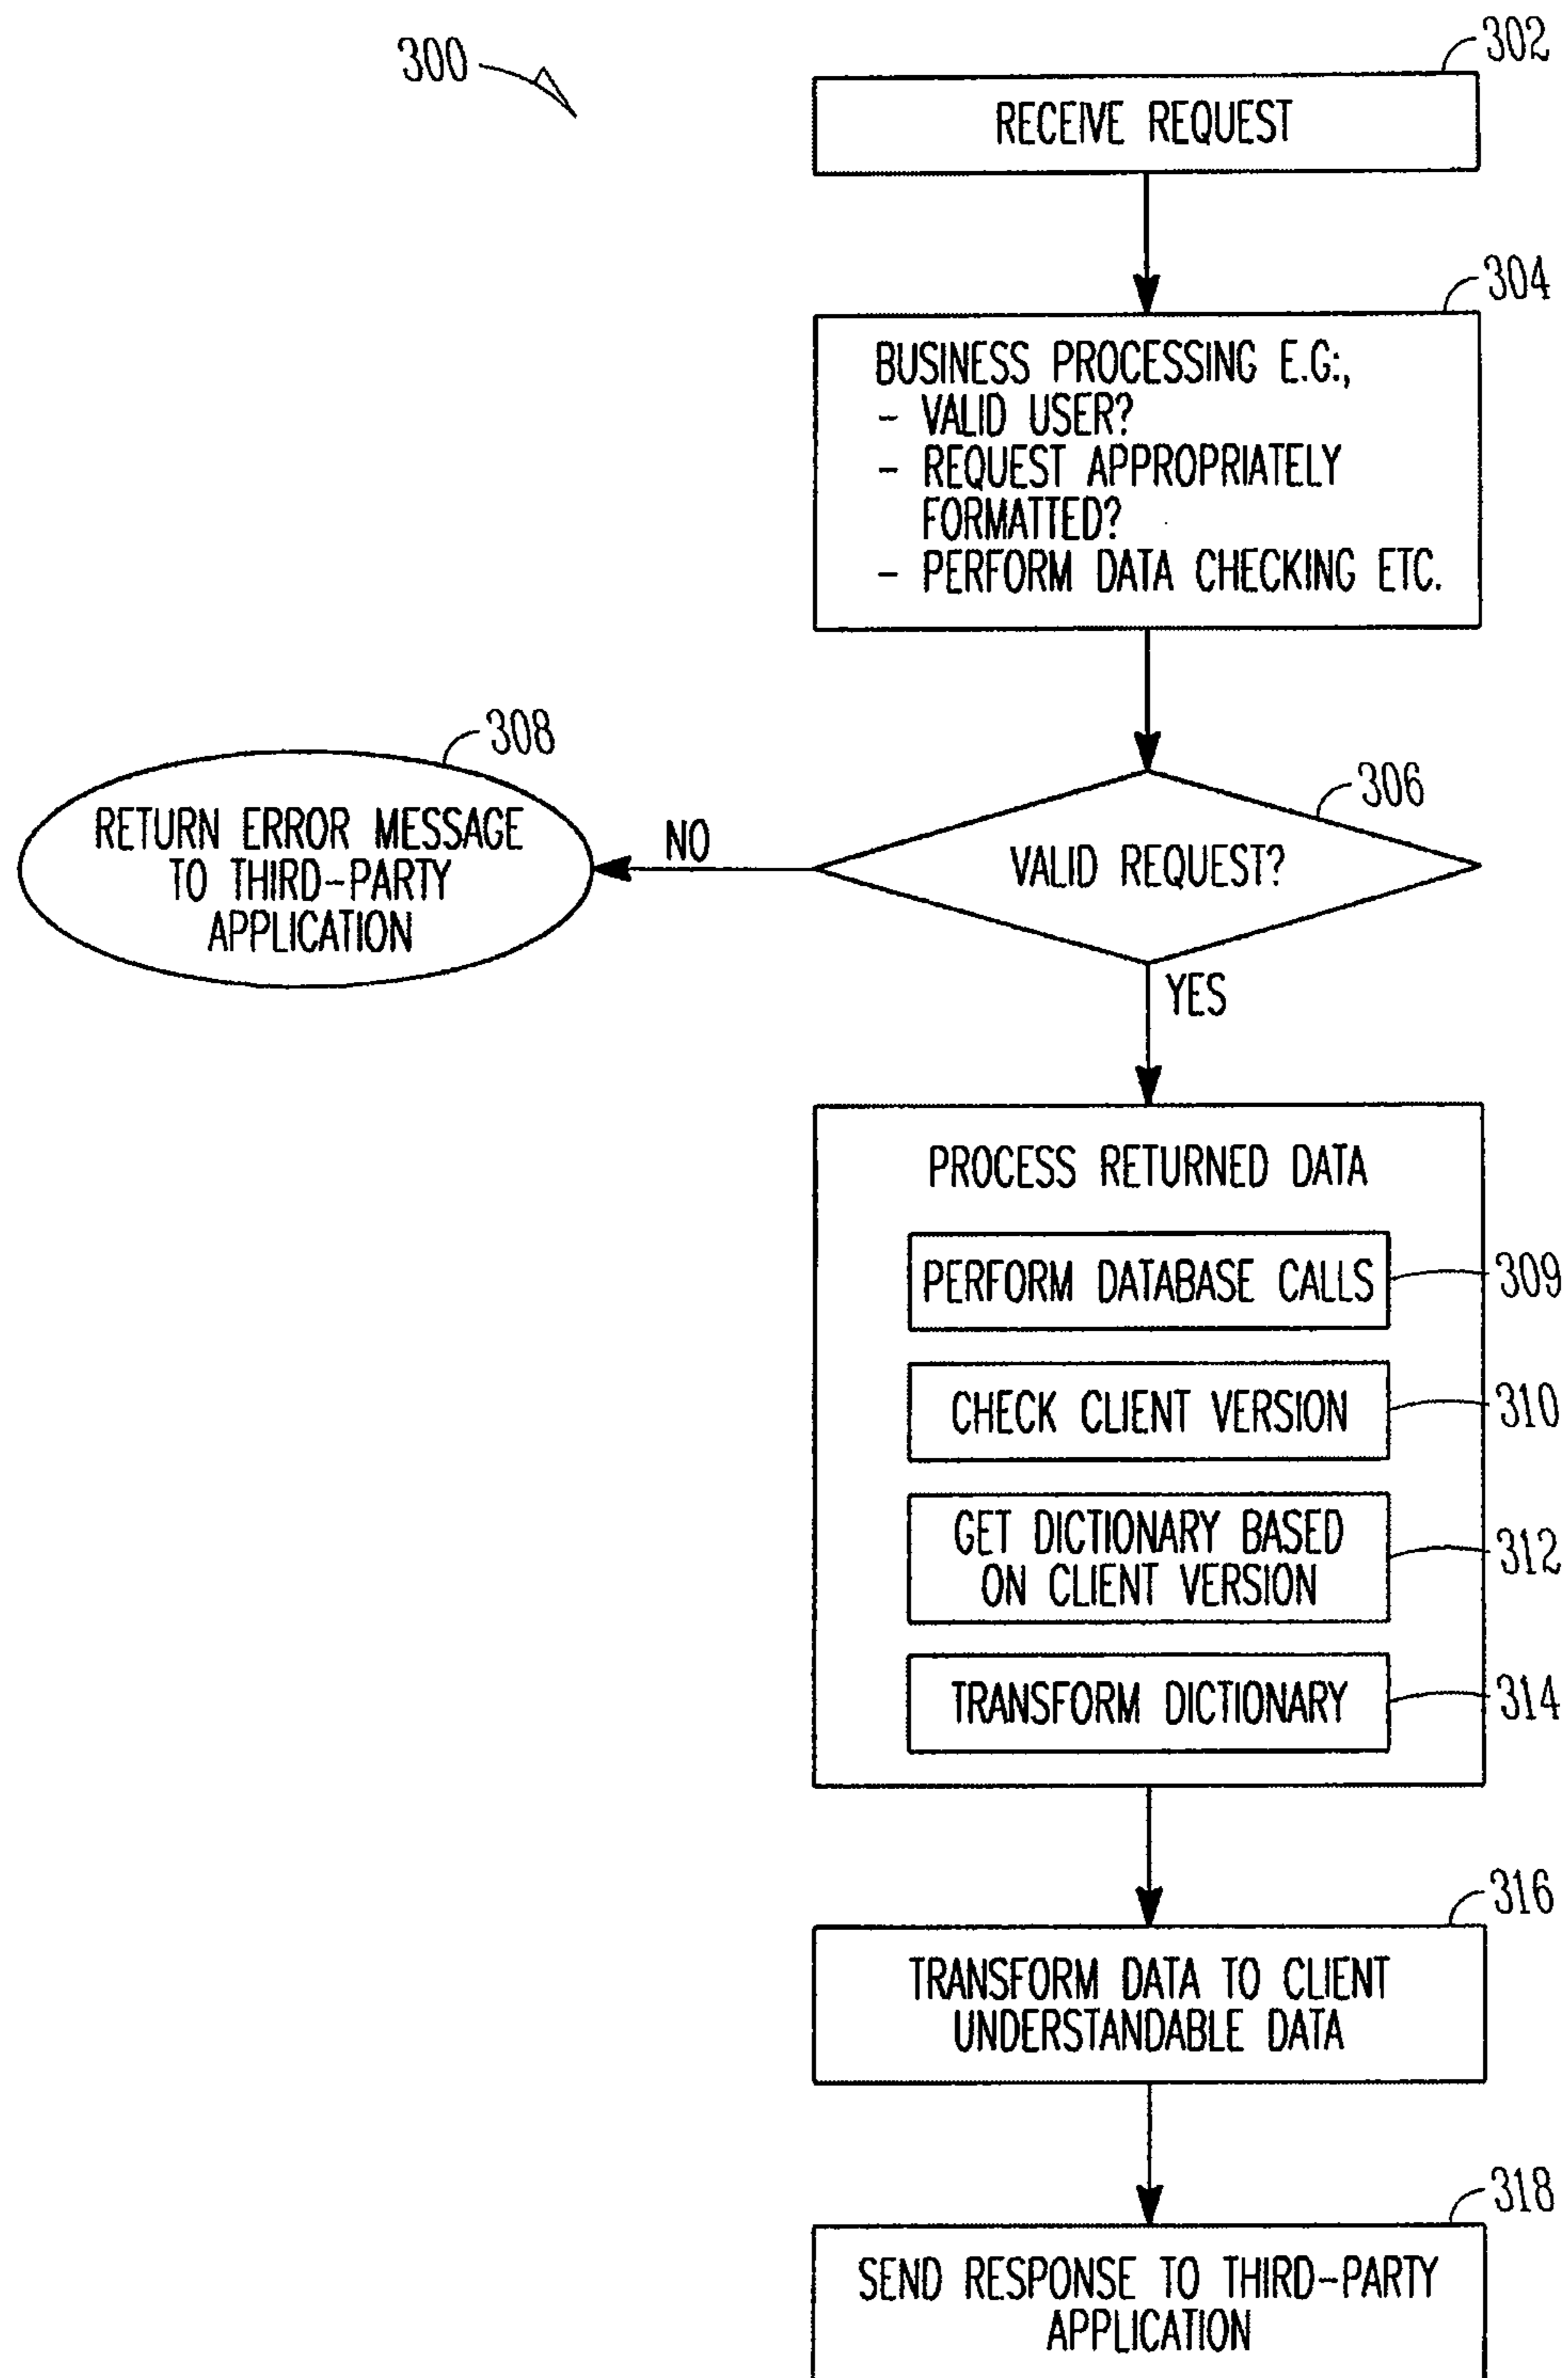 300
302
RECEIVE REQUEST
304
BUSINESS PROCESSING E.G:,
- VALID USER?
- REQUEST APPROPRIATELY
FORMATTED?
- PERFORM DATA CHECKING ETC.
308
RETURN ERROR MESSAGE
TO THIRD-PARTY
APPLICATION
NO
306
VALID REQUEST?
YES
PROCESS RETURNED DATA
PERFORM DATABASE CALLS
309
CHECK CLIENT VERSION
310
GET DICTIONARY BASED
ON CLIENT VERSION
312
TRANSFORM DICTIONARY
314
316
TRANSFORM DATA TO CLIENT
UNDERSTANDABLE DATA
318
SEND RESPONSE TO THIRD-PARTY
APPLICATION